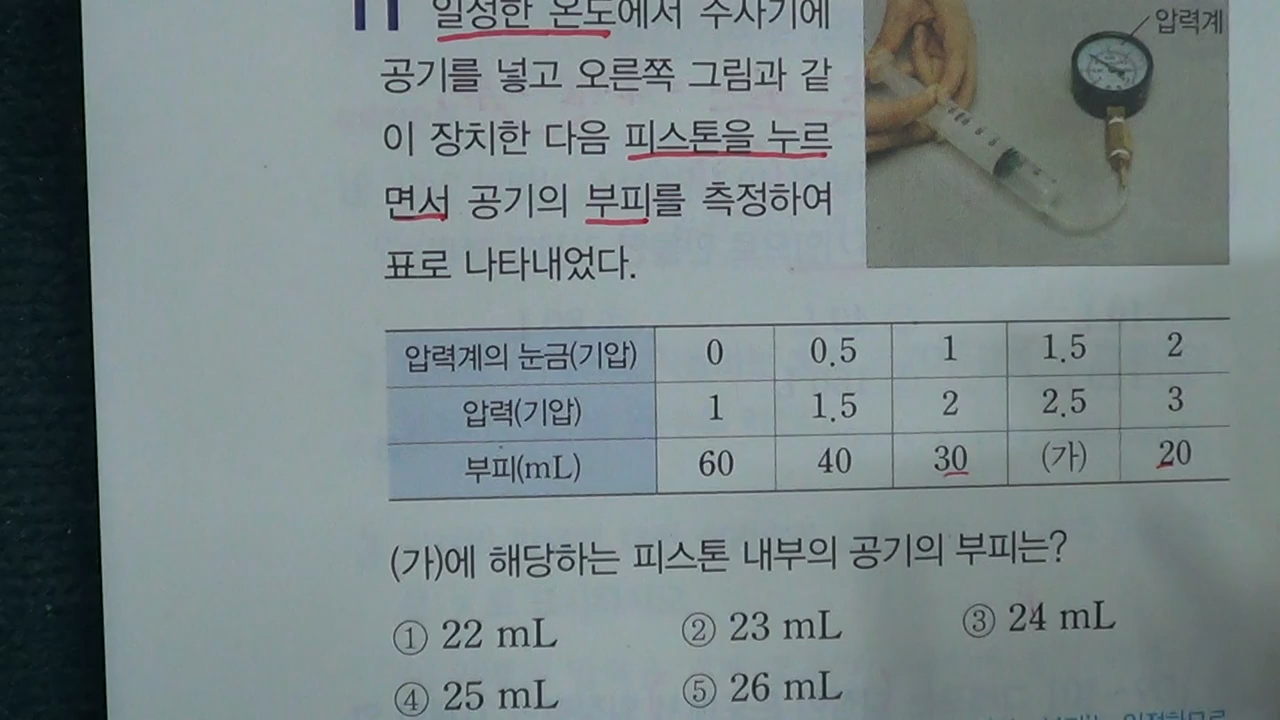 11 일정한 온도에서 주사기에
압력계
공기를 넣고 오른쪽 그림과 같
이 장치한 다음 피스톤을 누르
면서 공기의 부피를 측정하여
표로 나타내었다.
압력계의 눈금(기압) 0 0.5 1 1.5 2
압력(기압) 1 1.5 2 2.5 3
부피(mL) 60 40 30 (가) 20
(가)에 해당하는 피스톤 내부의 공기의 부피는?
① 22 mL ② 23 mL ③ 24 mL
④ 25 mL ⑤ 26 mL